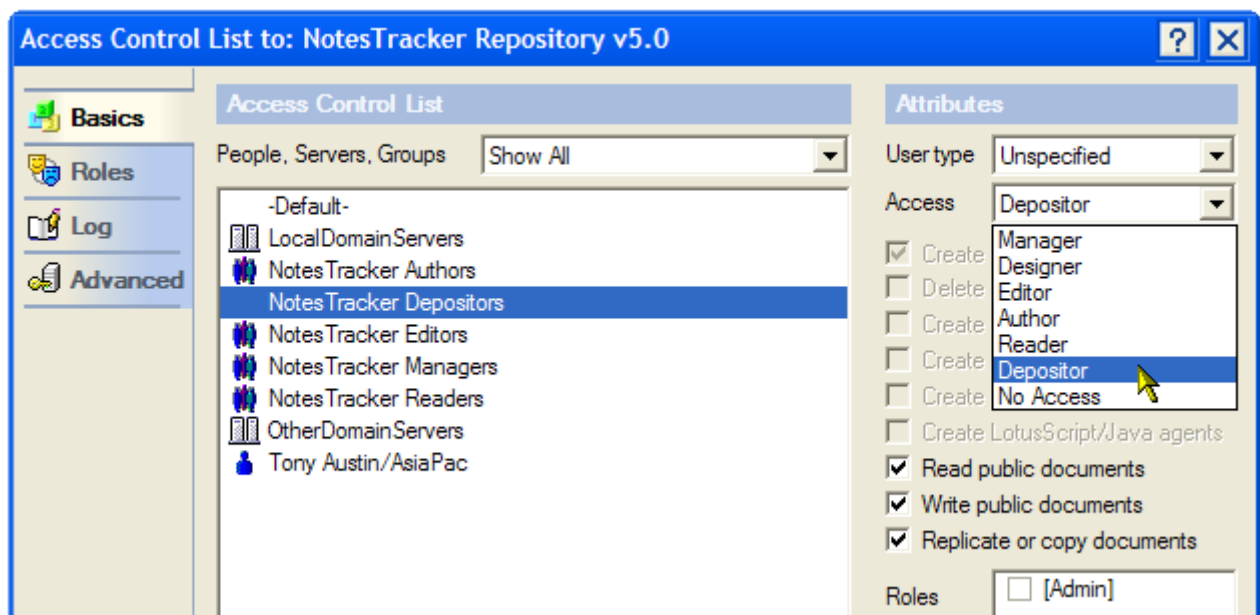 Access Control List to: NotesTracker Repository v5.0
?
Basics
Roles
Log
Advanced
Access Control List
People, Servers, Groups
Show All
-Default-
LocalDomainServers
NotesTracker Authors
NotesTracker Depositors
NotesTracker Editors
NotesTracker Managers
NotesTracker Readers
OtherDomainServers
Tony Austin/AsiaPac
Attributes
User type
Unspecified
Access
Depositor
Manager
Designer
Editor
Author
Reader
Depositor
No Access
Create
Delete
Create
Create
Create
Create LotusScript/Java agents
Read public documents
Write public documents
Replicate or copy documents
Roles
[Admin]